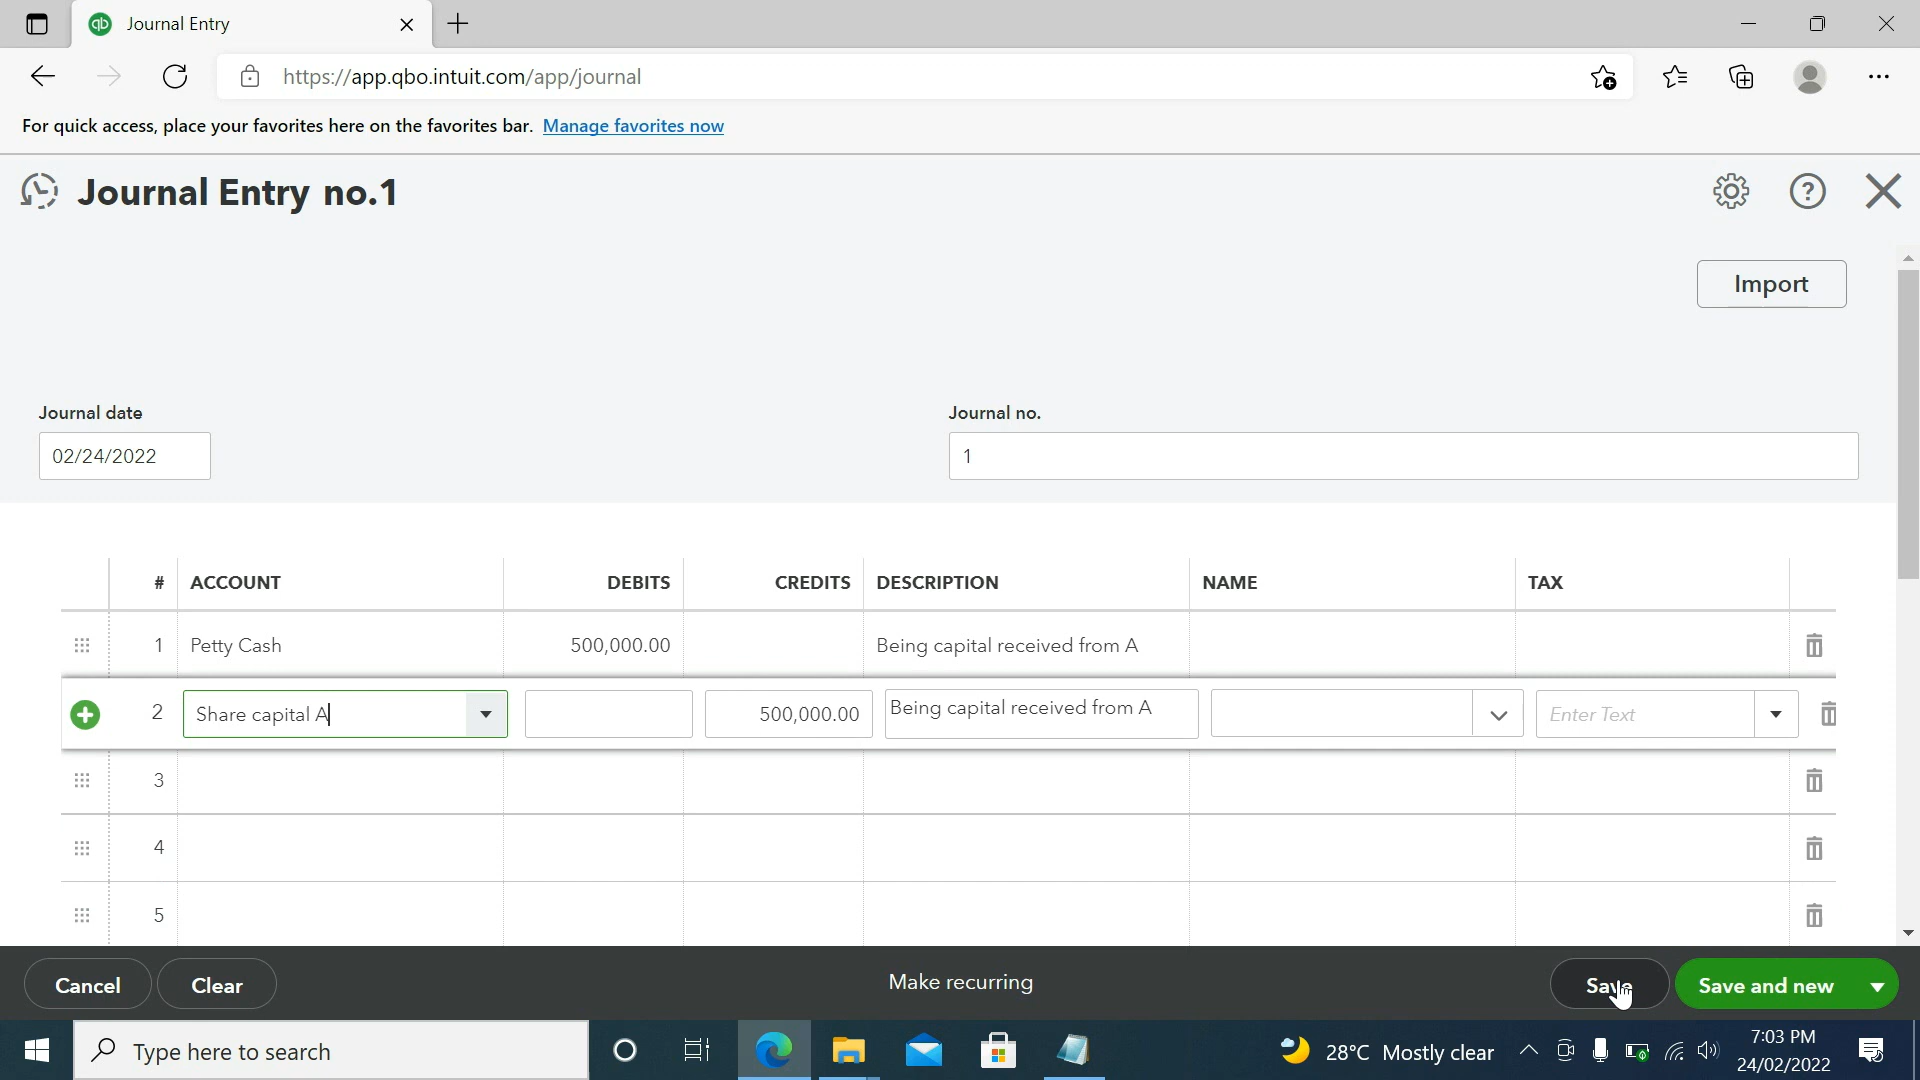 Journal Entry
https://app.qbo.intuit.com/app/journal
For quick access, place your favorites here on the favorites bar. Manage favorites now
Journal Entry no.1
Import
Journal date
Journal no.
02/24/2022
1
# ACCOUNT DEBITS CREDITS DESCRIPTION NAME TAX
1 Petty Cash 500,000.00 Being capital received from A
2 Share capital A 500,000.00 Being capital received from A Enter Text
3
4
5
Cancel Clear Make recurring Save Save and new
Type here to search 28°C Mostly clear 7:03 PM
24/02/2022